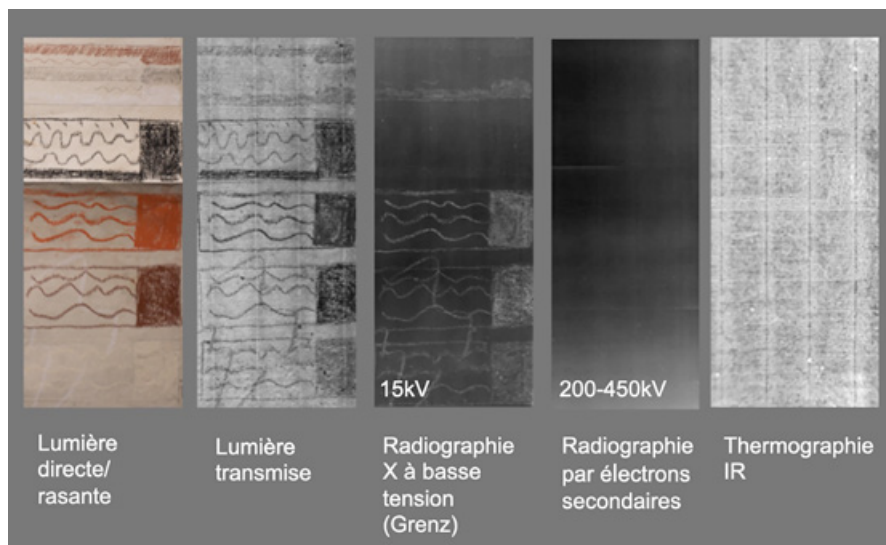 15kV
200-450kV
Lumière
directe/
rasante
Lumière
transmise
Radiographie
X à basse
tension
(Grenz)
Radiographie
par électrons
secondaires
Thermographie
IR